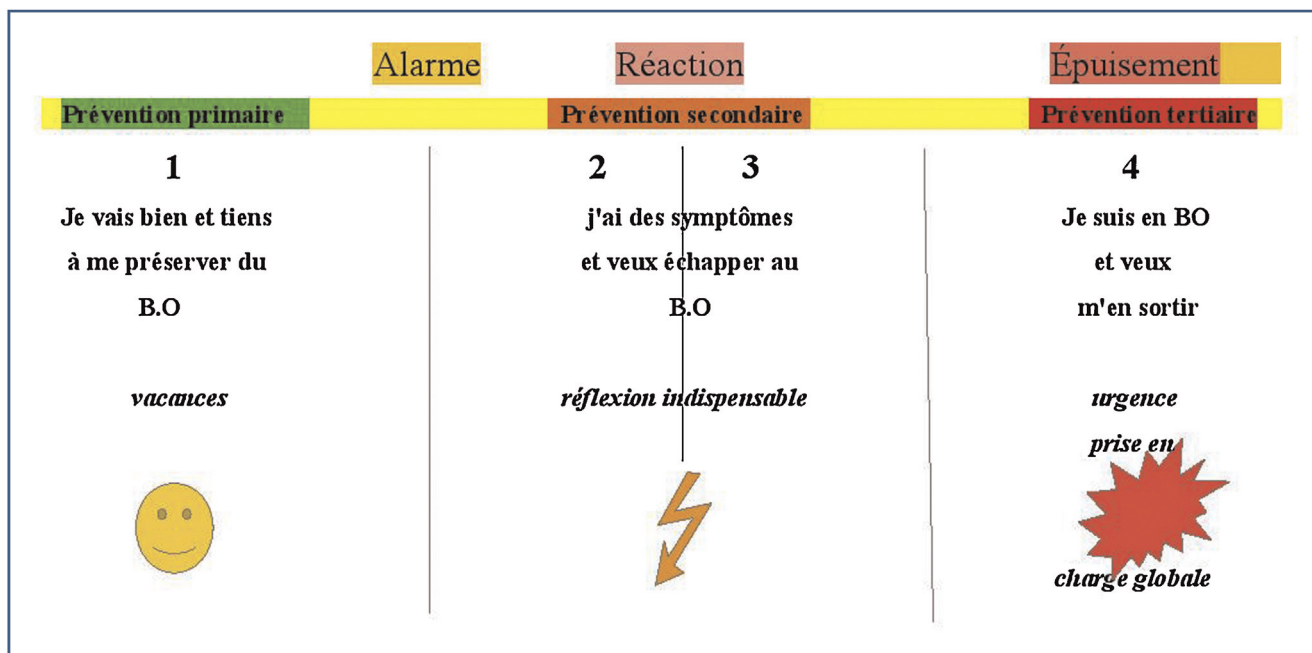 Alarme
Réaction
Épuisement
Prévention primaire
Prévention secondaire
Prévention tertiaire
1
Je vais bien et tiens
à me préserver du
B.O
vacances
2
3
j'ai des symptômes
et veux échapper au
B.O
réflexion indispensable
4
Je suis en BO
et veux
m'en sortir
urgence
prise en
charge globale